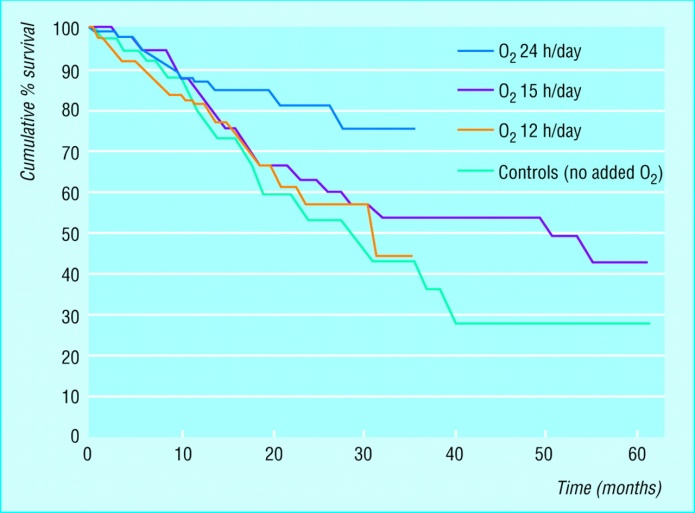 Cumulative % survival
100
90
80
70
60
50
40
30
20
10
0
0 10 20 30 40 50 60
Time (months)
O₂ 24 h/day
O₂ 15 h/day
O₂ 12 h/day
Controls (no added O₂)